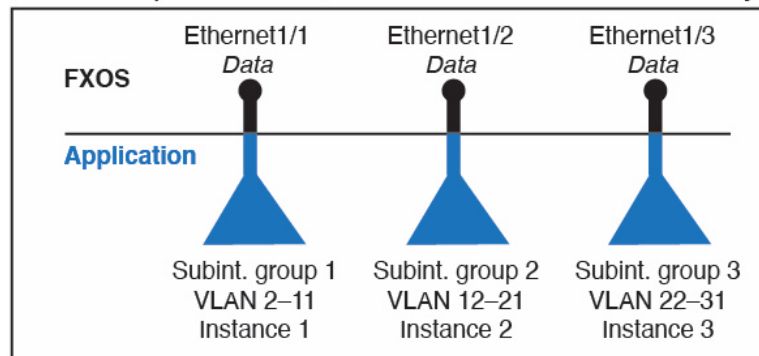 Ethernet1/1 Ethernet1/2 Ethernet1/3
Data Data Data
FXOS
Application
Subint. group 1 Subint. group 2 Subint. group 3
VLAN 2–11 VLAN 12–21 VLAN 22–31
Instance 1 Instance 2 Instance 3